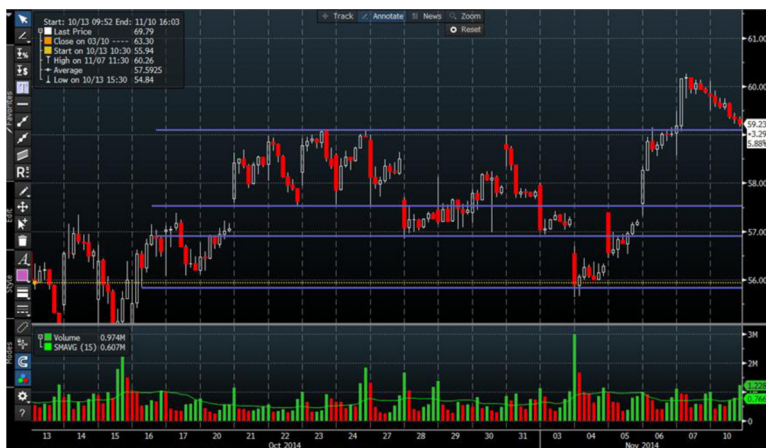 Track Annotate News Zoom
Reset
Start: 10/13 09:52 End: 11/10 16:03
Last Price 69.79
Close on 03/10 ---- 63.30
Start on 10/13 10:30 55.94
High on 11/07 11:30 60.26
Average 57.5925
Low on 10/13 15:30 54.84
Favorites
Edit
Style
Modes
61.00
60.00
59.23
-3.29
5.88%
58.00
57.00
56.00
Volume 0.974M
SMAVG (15) 0.607M
3M
2M
0
13 14 15 16 17 20 21 22 23 24 27 28 29 30 31 03 04 05 06 07 10
Oct 2014 Nov 2014